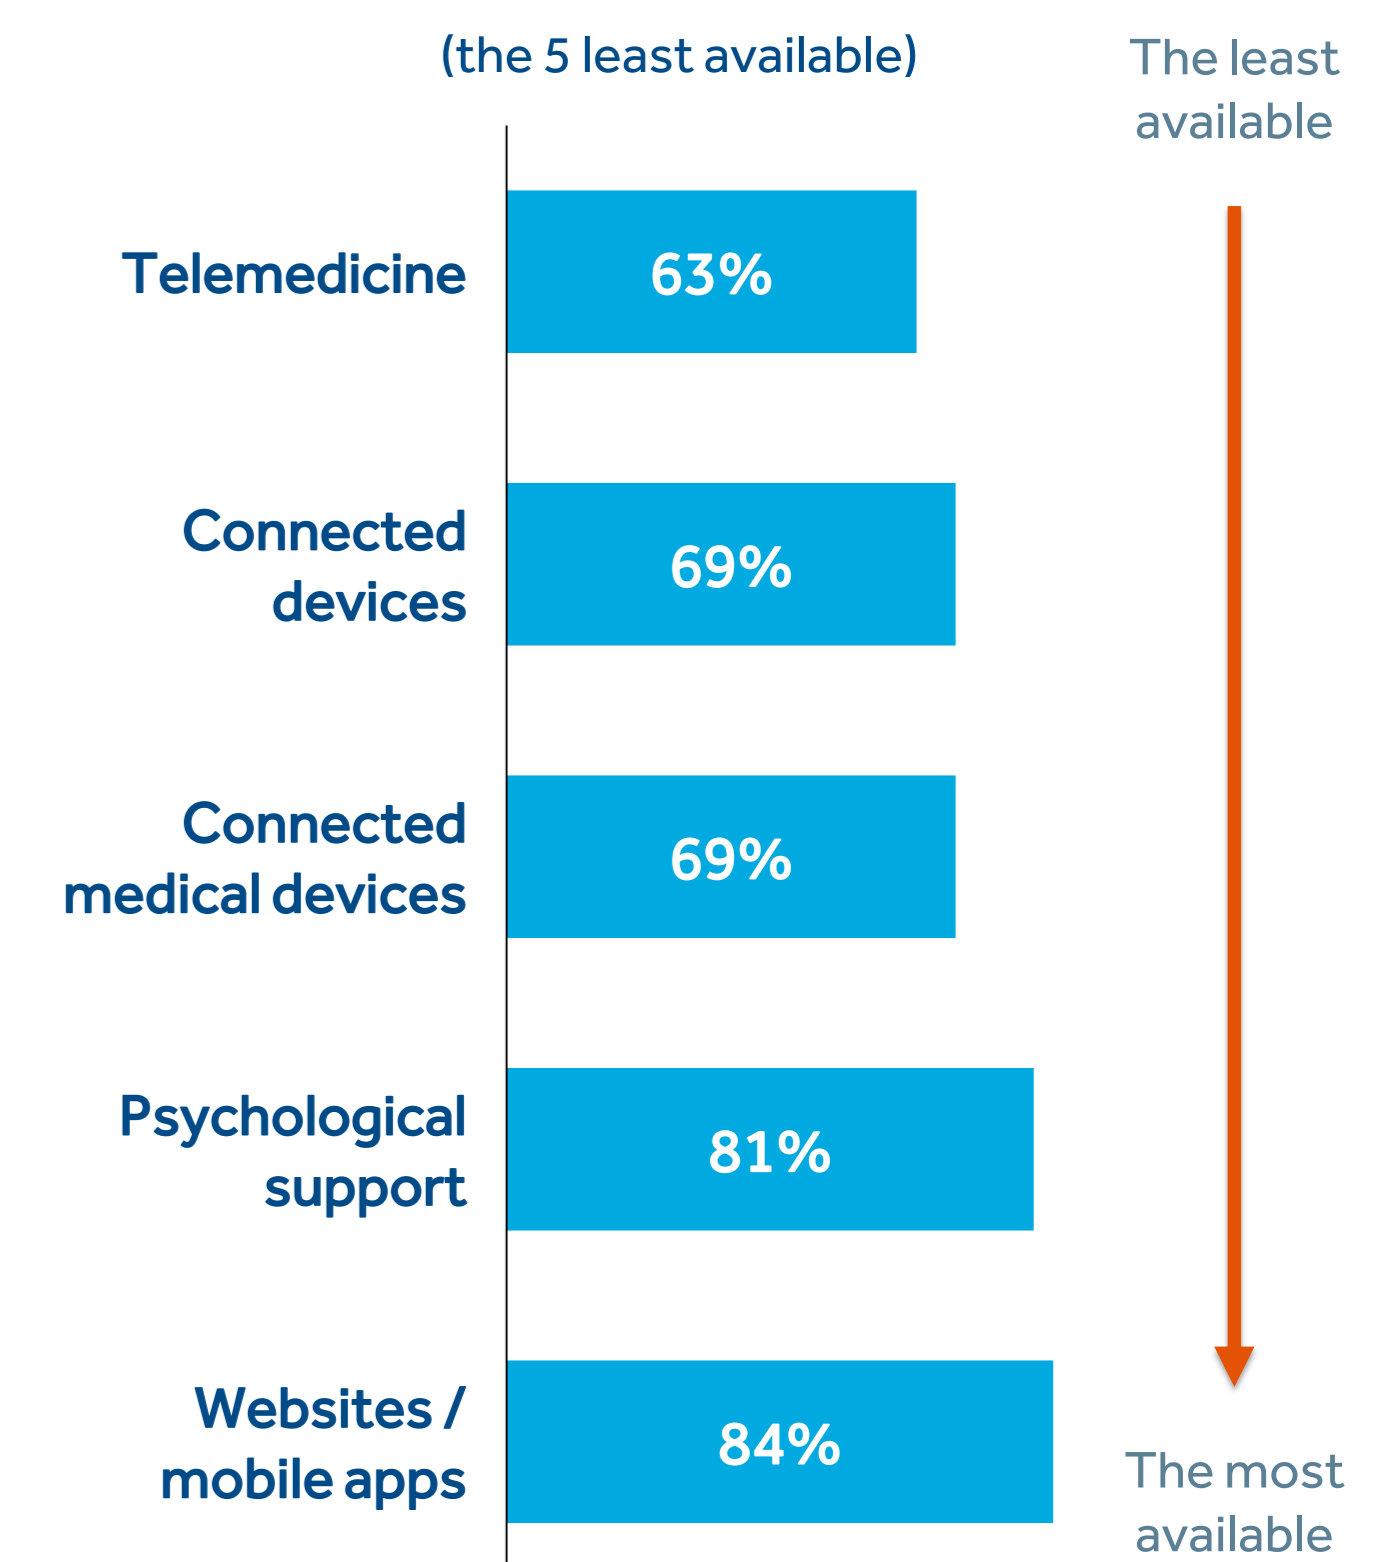 (the 5 least available)
The least
available
Telemedicine
63%
Connected
devices
69%
Connected
medical devices
69%
Psychological
support
81%
Websites /
mobile apps
84%
The most
available